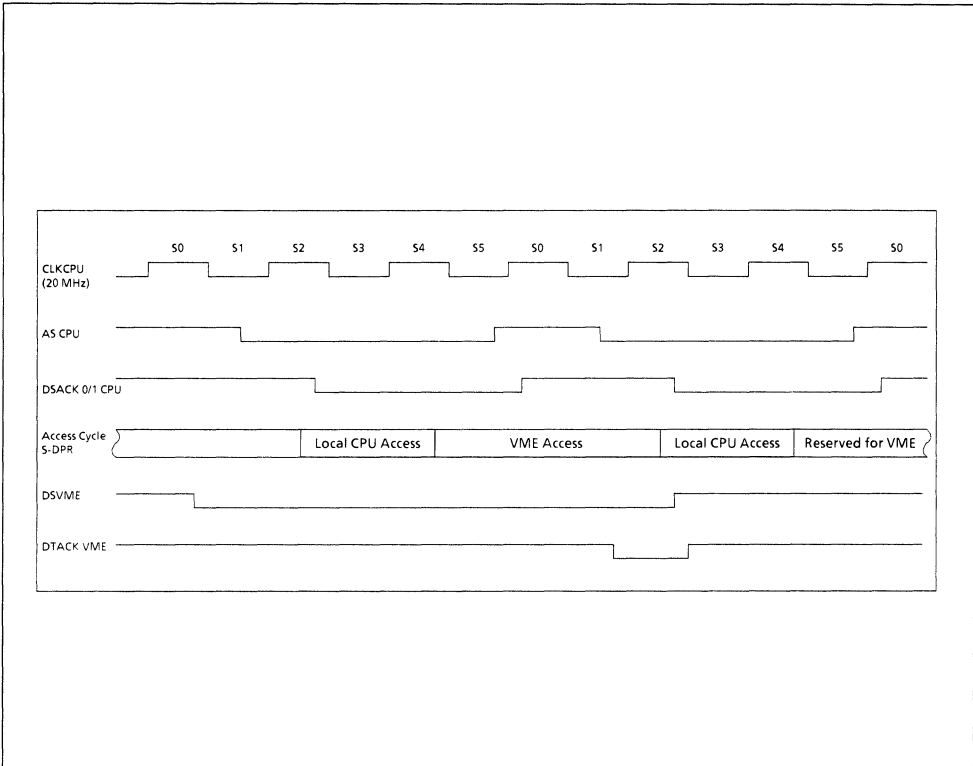 S0 S1 S2 S3 S4 S5 S0 S1 S2 S3 S4 S5 S0
CLKCPU
(20 MHz)
AS CPU
DSACK 0/1 CPU
Access Cycle
S-DPR
Local CPU Access VME Access Local CPU Access Reserved for VME
DSVME
DTACK VME